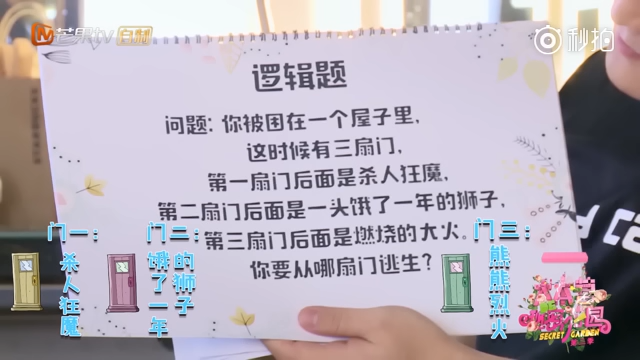 芒果tv 自制
秒拍
逻辑题
问题: 你被困在一个屋子里,
这时候有三扇门,
第一扇门后面是杀人狂魔,
第二扇门后面是一头饿了一年的狮子,
第三扇门后面是燃烧的大火。
你要从哪扇门逃生?
门一:
杀人狂魔
门二:
饿了一年
的狮子
门三:
熊熊烈火
SECRET GARDEN